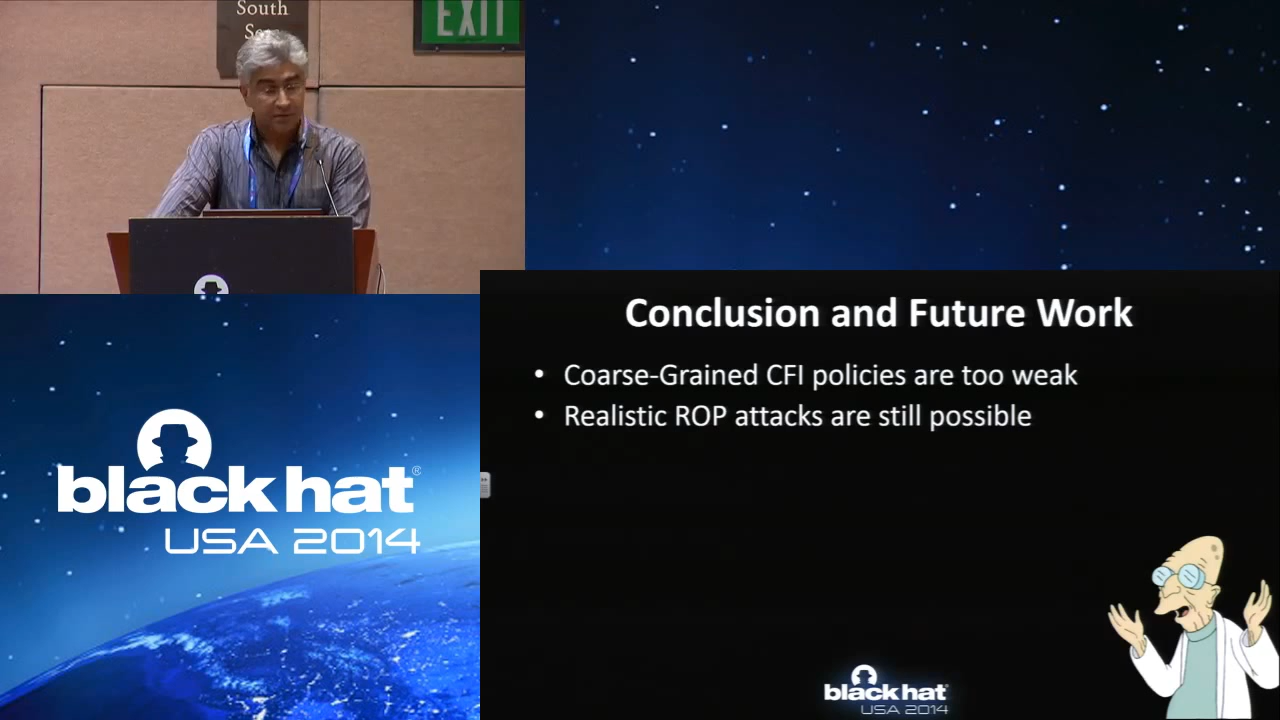 South
EXIT
Conclusion and Future Work
• Coarse-Grained CFI policies are too weak
• Realistic ROP attacks are still possible
black hat®
USA 2014
black hat
USA 2014